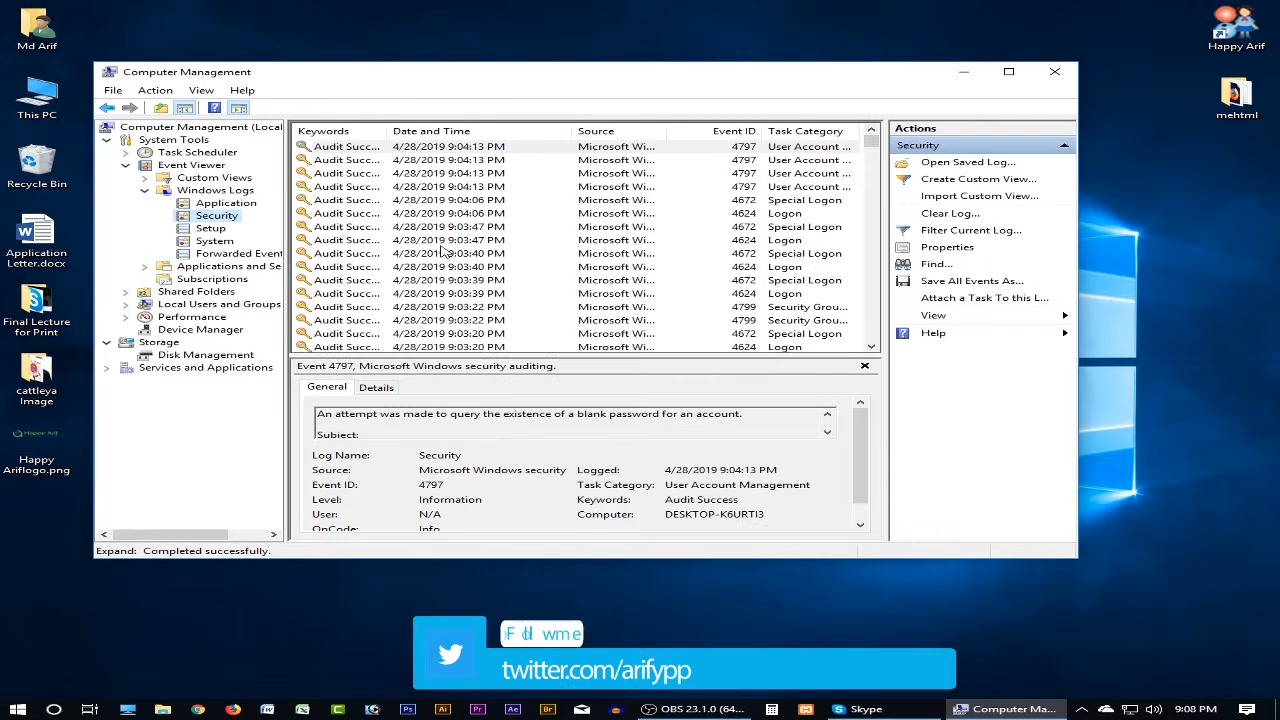 Md Arif
This PC
Recycle Bin
Application
Letter.docx
Final Lecture
for Print
cattleya
Image
Happy
Ariflogo.png
Happy Arif
mehtml
Computer Management
File Action View Help
Computer Management (Local
System Tools
Task Scheduler
Event Viewer
Custom Views
Windows Logs
Application
Security
Setup
System
Forwarded Event
Applications and Se
Subscriptions
Shared Folders
Local Users and Groups
Performance
Device Manager
Storage
Disk Management
Services and Applications
Keywords Date and Time Source Event ID Task Category
Audit Succ... 4/28/2019 9:04:13 PM Microsoft Wi... 4797 User Account ...
Audit Succ... 4/28/2019 9:04:13 PM Microsoft Wi... 4797 User Account ...
Audit Succ... 4/28/2019 9:04:13 PM Microsoft Wi... 4797 User Account ...
Audit Succ... 4/28/2019 9:04:13 PM Microsoft Wi... 4797 User Account ...
Audit Succ... 4/28/2019 9:04:06 PM Microsoft Wi... 4672 Special Logon
Audit Succ... 4/28/2019 9:04:06 PM Microsoft Wi... 4624 Logon
Audit Succ... 4/28/2019 9:03:47 PM Microsoft Wi... 4672 Special Logon
Audit Succ... 4/28/2019 9:03:47 PM Microsoft Wi... 4624 Logon
Audit Succ... 4/28/2019 9:03:40 PM Microsoft Wi... 4672 Special Logon
Audit Succ... 4/28/2019 9:03:40 PM Microsoft Wi... 4624 Logon
Audit Succ... 4/28/2019 9:03:39 PM Microsoft Wi... 4672 Special Logon
Audit Succ... 4/28/2019 9:03:39 PM Microsoft Wi... 4624 Logon
Audit Succ... 4/28/2019 9:03:22 PM Microsoft Wi... 4799 Security Grou...
Audit Succ... 4/28/2019 9:03:22 PM Microsoft Wi... 4799 Security Grou...
Audit Succ... 4/28/2019 9:03:20 PM Microsoft Wi... 4672 Special Logon
Audit Succ... 4/28/2019 9:03:20 PM Microsoft Wi... 4624 Logon
Event 4797, Microsoft Windows security auditing.
General Details
An attempt was made to query the existence of a blank password for an account.
Subject:
Log Name: Security
Source: Microsoft Windows security Logged: 4/28/2019 9:04:13 PM
Event ID: 4797 Task Category: User Account Management
Level: Information Keywords: Audit Success
User: N/A Computer: DESKTOP-K6URTI3
OpCode: Info
Actions
Security
Open Saved Log...
Create Custom View...
Import Custom View...
Clear Log...
Filter Current Log...
Properties
Find...
Save All Events As...
Attach a Task To this L...
View
Help
Expand: Completed successfully.
twitter.com/arifypp
OBS 23.1.0 (64... Skype Computer Ma... 9:08 PM